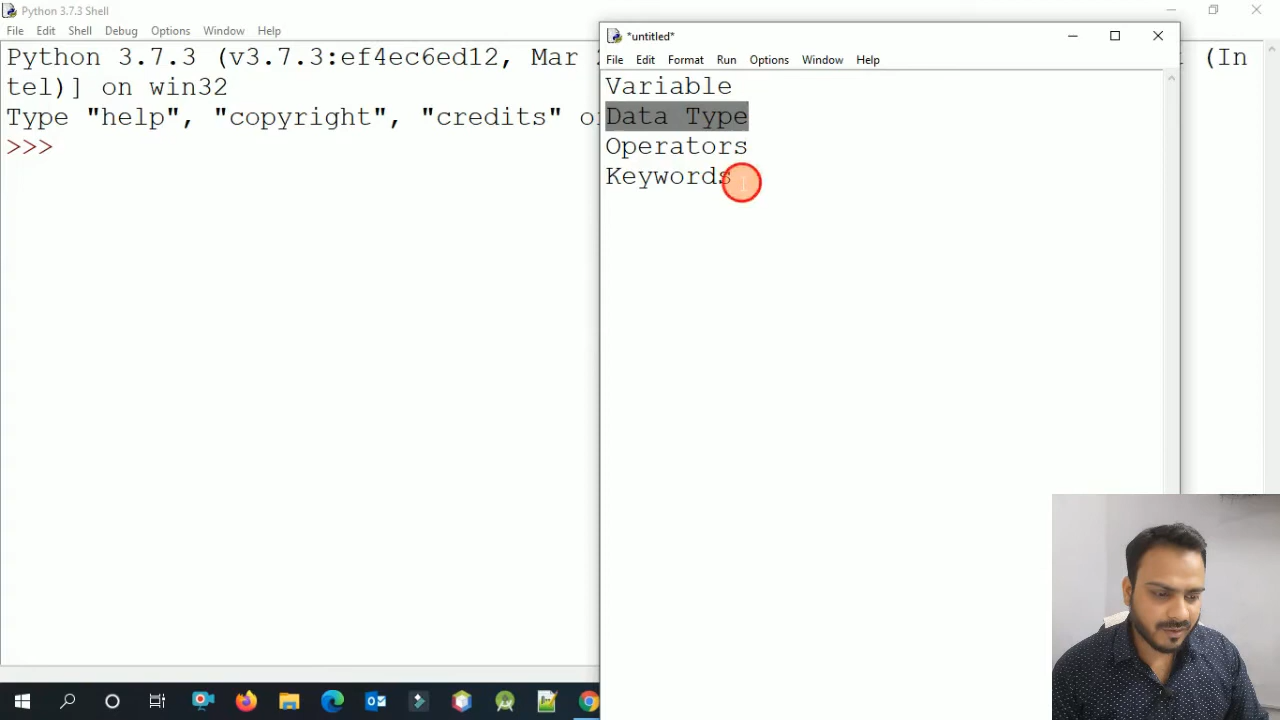 Python 3.7.3 Shell
File Edit Shell Debug Options Window Help
Python 3.7.3 (v3.7.3:ef4ec6ed12, Mar 2 (In
tel)] on win32
Type "help", "copyright", "credits" o
>>>
*untitled*
File Edit Format Run Options Window Help
Variable
Data Type
Operators
Keywords